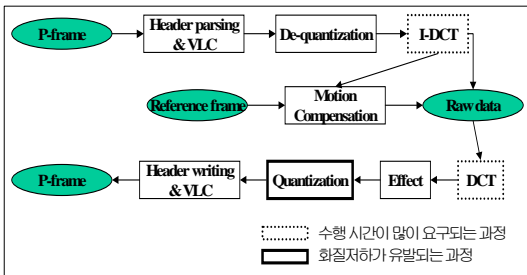 P-frame
Header parsing
& VLC
De-quantization
I-DCT
Reference frame
Motion
Compensation
Raw data
P-frame
Header writing
& VLC
Quantization
Effect
DCT
수행 시간이 많이 요구되는 과정
화질저하가 유발되는 과정